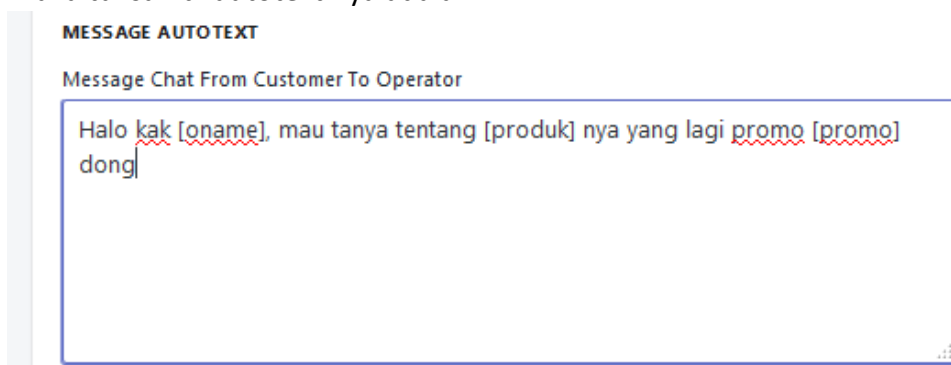 MESSAGE AUTOTEXT
Message Chat From Customer To Operator
Halo kak [oname], mau tanya tentang [produk] nya yang lagi promo [promo]
dong